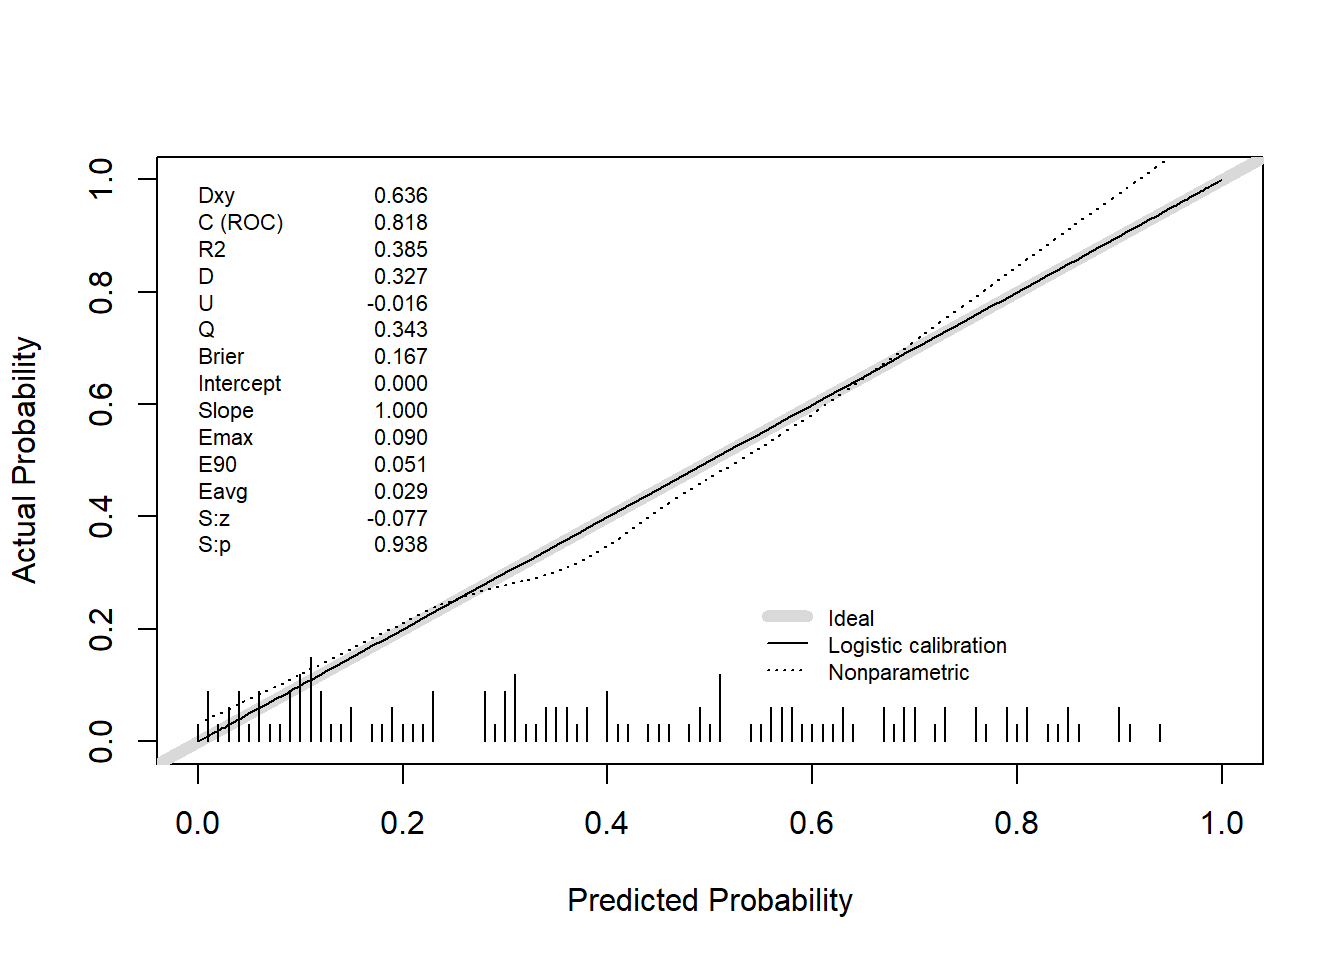 Dxy 0.636
C (ROC) 0.818
R2 0.385
D 0.327
U -0.016
Q 0.343
Brier 0.167
Intercept 0.000
Slope 1.000
Emax 0.090
E90 0.051
Eavg 0.029
S:z -0.077
S:p 0.938
Ideal
Logistic calibration
Nonparametric
Actual Probability
1.0
0.8
0.6
0.4
0.2
0.0
0.0 0.2 0.4 0.6 0.8 1.0
Predicted Probability